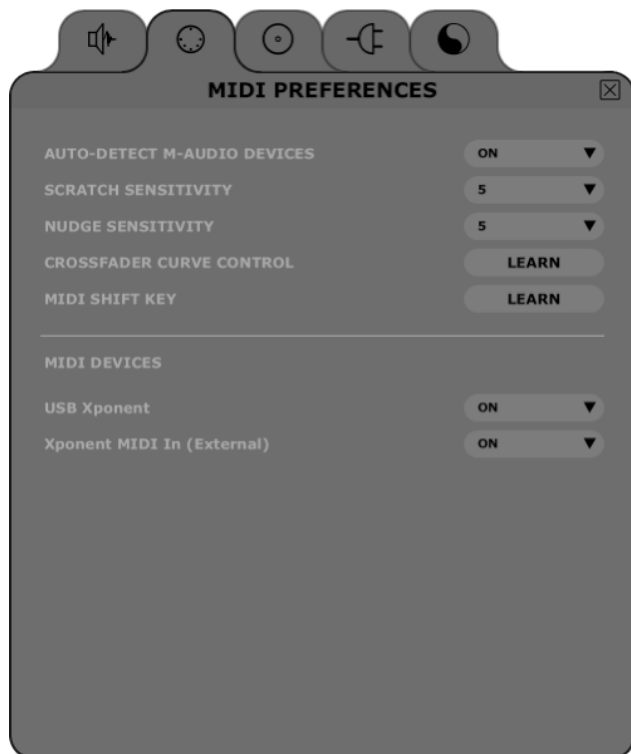 MIDI PREFERENCES
AUTO-DETECT M-AUDIO DEVICES ON
SCRATCH SENSITIVITY 5
NUDGE SENSITIVITY 5
CROSSFADER CURVE CONTROL LEARN
MIDI SHIFT KEY LEARN
MIDI DEVICES
USB Xponent ON
Xponent MIDI In (External) ON